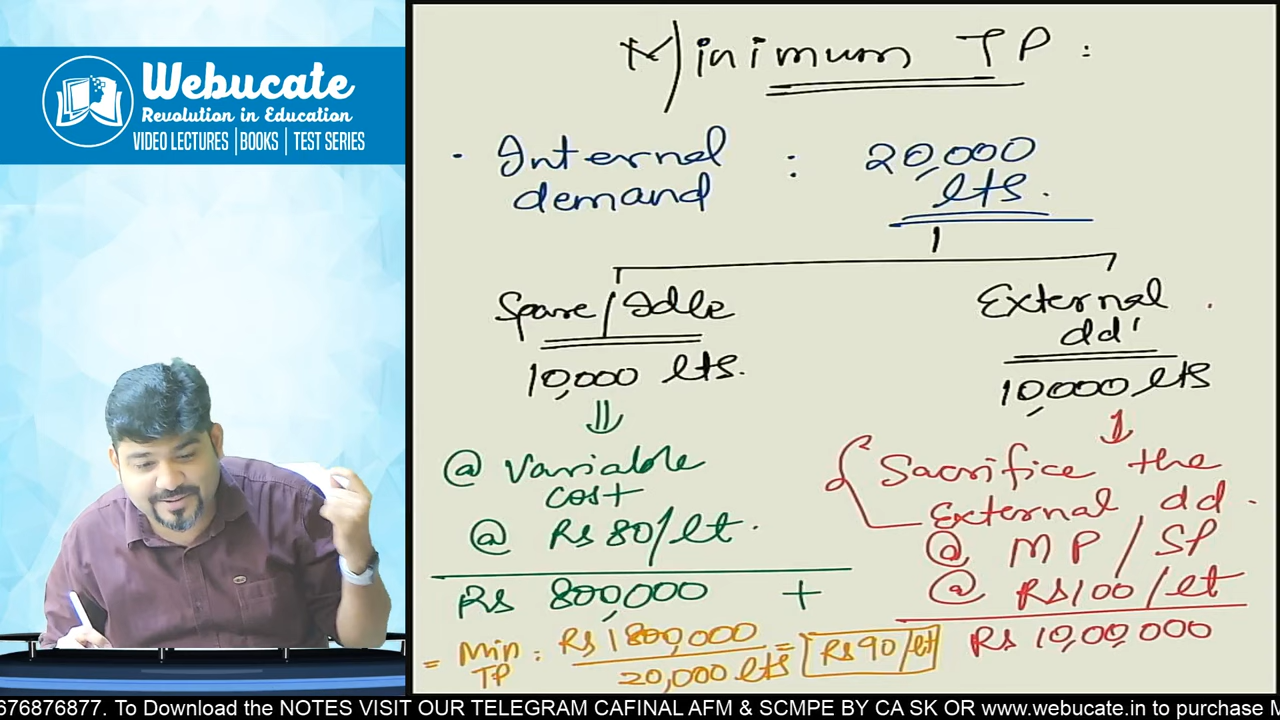 Webucate
Revolution in Education
VIDEO LECTURES | BOOKS | TEST SERIES
Minimum TP :
· Internal demand : 20,000 lts.
Spare/Idle
10,000 lts.
@ Variable cost
@ Rs 80/lt.
Rs 800,000 +
External dd'
10,000 lts
Sacrifice the
External dd.
@ MP/SP
@ RS100/lt
Rs 10,00,000
= Min TP : Rs 1800,000 / 20,000 lts = Rs 90/lt
676876877. To Download the NOTES VISIT OUR TELEGRAM CAFINAL AFM & SCMPE BY CA SK OR www.webucate.in to purchase M